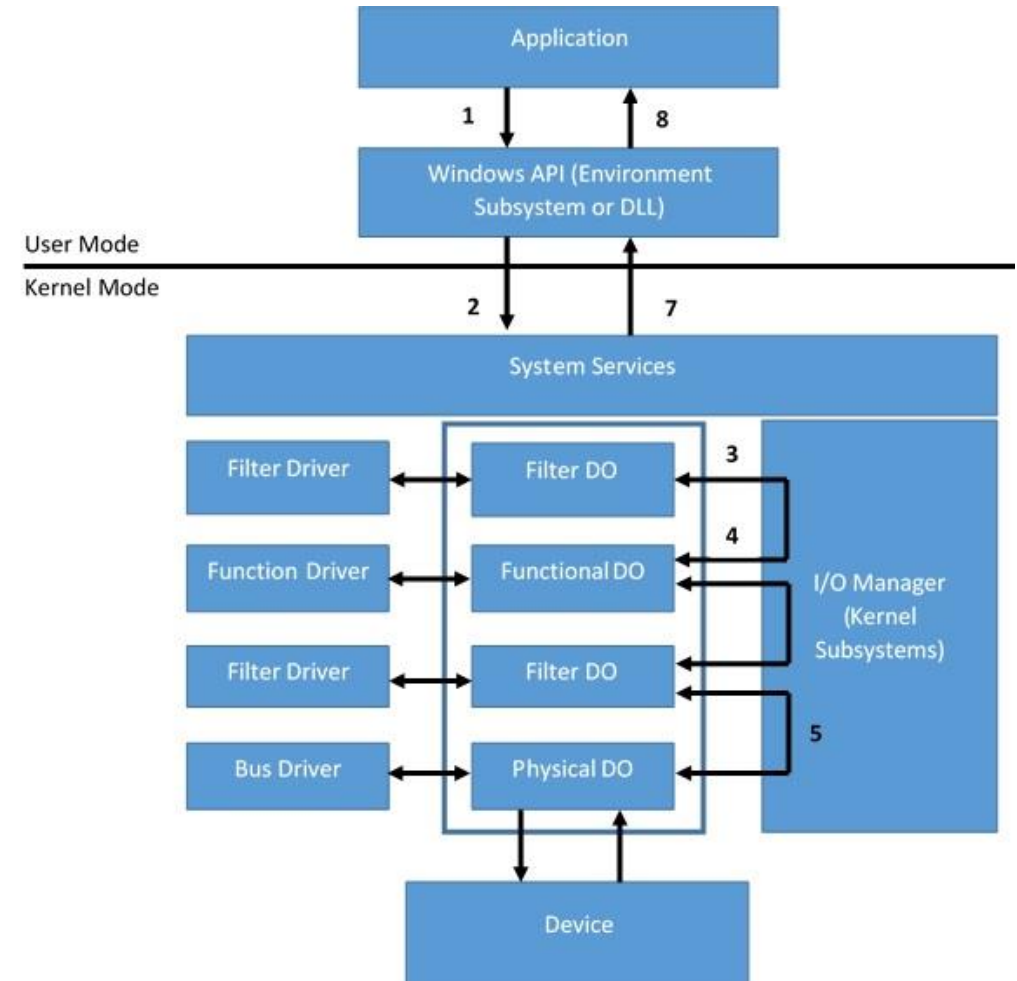 Application
1
8
Windows API (Environment
Subsystem or DLL)
User Mode
Kernel Mode
2
7
System Services
Filter Driver
Filter DO
3
4
Function Driver
Functional DO
I/O Manager
(Kernel
Subsystems)
Filter Driver
Filter DO
5
Bus Driver
Physical DO
Device